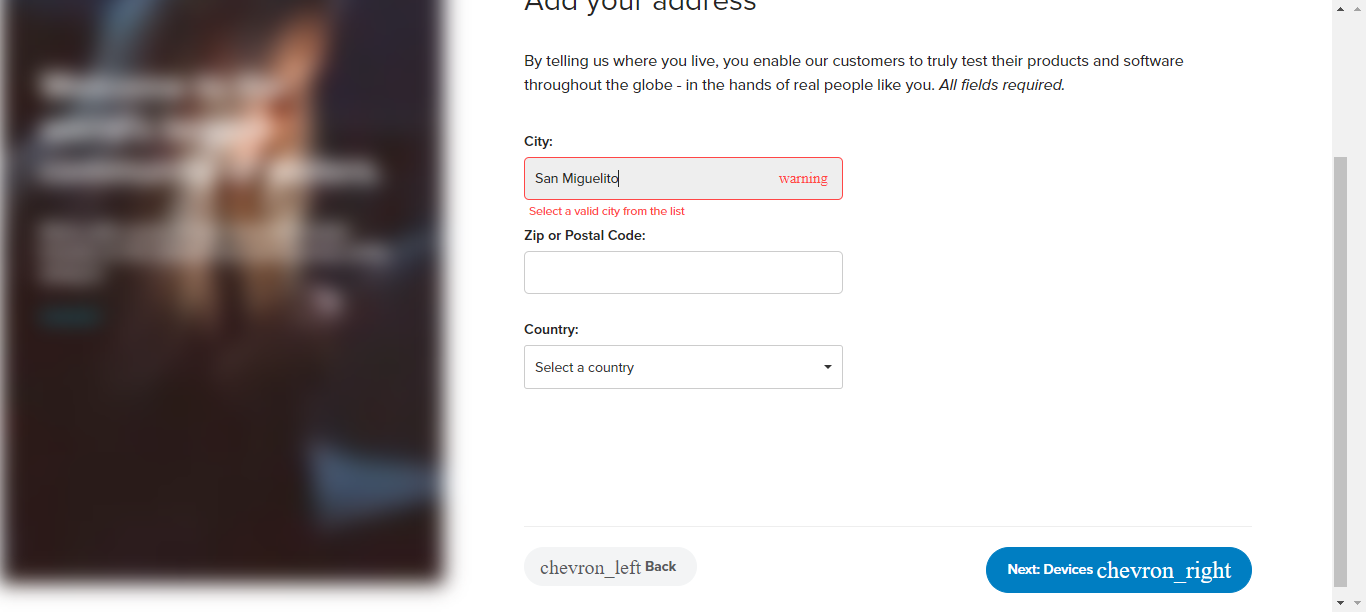 Add your address
By telling us where you live, you enable our customers to truly test their products and software
throughout the globe - in the hands of real people like you. All fields required.
City:
San Miguelito warning
Select a valid city from the list
Zip or Postal Code:
Country:
Select a country
chevron_left Back
Next: Devices chevron_right